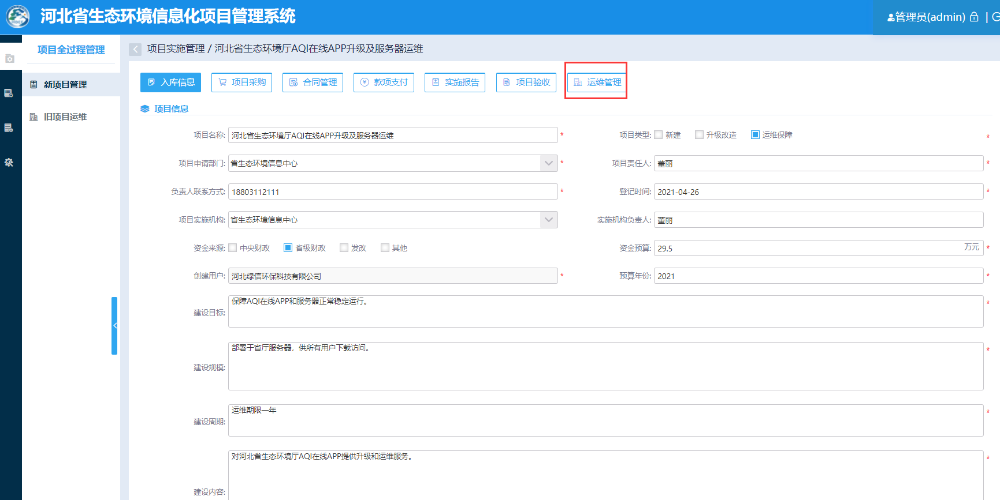 河北省生态环境信息化项目管理系统
管理员(admin)
项目全过程管理
项目实施管理 / 河北省生态环境厅AQI在线APP升级及服务器运维
新项目管理
旧项目运维
入库信息 项目采购 合同管理 款项支付 实施报告 项目验收 运维管理
项目信息
项目名称: 河北省生态环境厅AQI在线APP升级及服务器运维 * 项目类型: 新建 升级改造 运维保障 *
项目申请部门: 省生态环境信息中心 * 项目责任人: 董丽 *
负责人联系方式: 18803112111 * 登记时间: 2021-04-26 *
项目实施机构: 省生态环境信息中心 实施机构负责人: 董丽
资金来源: 中央财政 省级财政 发改 其他 资金预算: 29.5 万元 *
创建用户: 河北绿信环保科技有限公司 * 预算年份: 2021 *
建设目标: 保障AQI在线APP和服务器正常稳定运行。 *
建设规模: 部署于省厅服务器，供所有用户下载访问。 *
建设周期: 运维期限一年 *
建设内容: 对河北省生态环境厅AQI在线APP提供升级和运维服务。 *